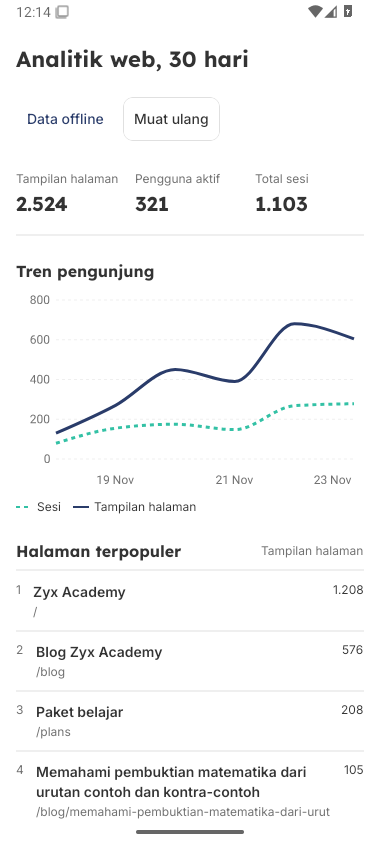 12:14
Analitik web, 30 hari
Data offline
Muat ulang
Tampilan halaman
Pengguna aktif
Total sesi
2.524
321
1.103
Tren pengunjung
800
600
400
200
0
19 Nov
21 Nov
23 Nov
Sesi
Tampilan halaman
Halaman terpopuler
Tampilan halaman
1
Zyx Academy
1.208
/
2
Blog Zyx Academy
576
/blog
3
Paket belajar
208
/plans
4
Memahami pembuktian matematika dari
105
urutan contoh dan kontra-contoh
/blog/memahami-pembuktian-matematika-dari-urut